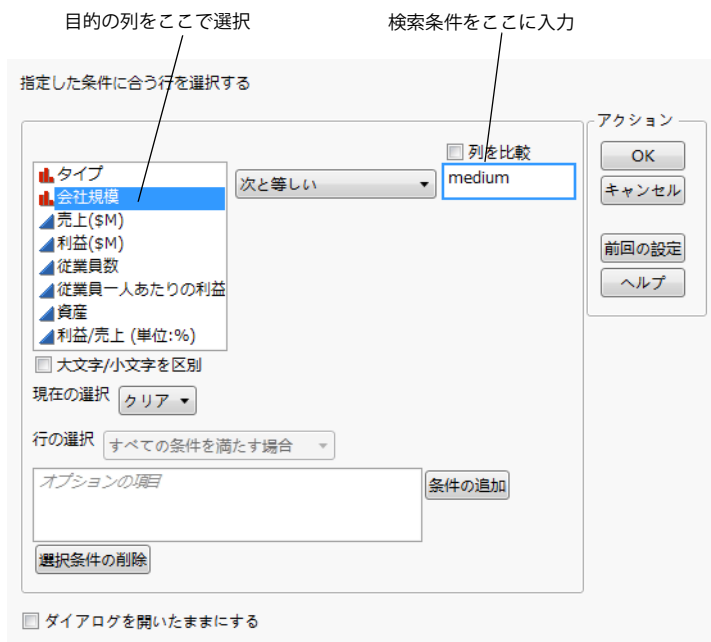 目的の列をここで選択
検索条件をここに入力
指定した条件に合う行を選択する
アクション
列を比較
OK
タイプ
次と等しい
medium
キャンセル
会社規模
売上($M)
利益($M)
前回の設定
従業員数
従業員一人あたりの利益
ヘルプ
資産
利益/売上 (単位:%)
大文字/小文字を区別
現在の選択
クリア
行の選択
すべての条件を満たす場合
オプションの項目
条件の追加
選択条件の削除
ダイアログを開いたままにする